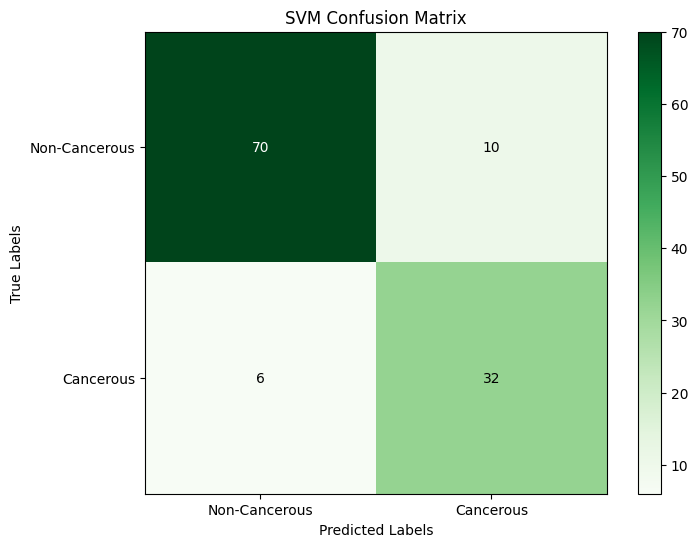 SVM Confusion Matrix
True Labels
Non-Cancerous
Cancerous
70
10
6
32
Non-Cancerous
Cancerous
Predicted Labels
70
60
50
40
30
20
10